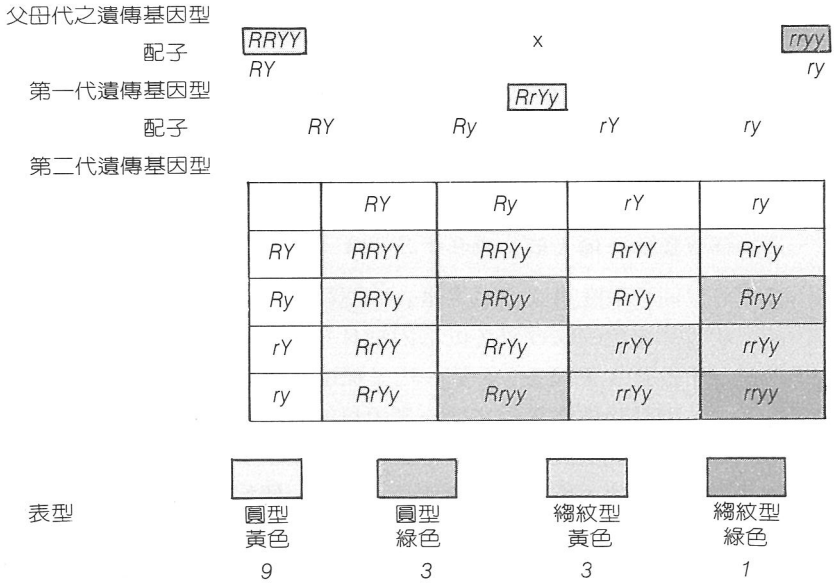 父母代之遺傳基因型
RRYY x rryy
配子
RY ry
第一代遺傳基因型
RrYy
配子 RY Ry rY ry
第二代遺傳基因型
RY Ry rY ry
RY RRYY RRYy RrYY RrYy
Ry RRYy RRyy RrYy Rryy
rY RrYY RrYy rrYY rrYy
ry RrYy Rryy rrYy rryy
表型 圓型 圓型 縐紋型 縐紋型
黃色 綠色 黃色 綠色
9 3 3 1